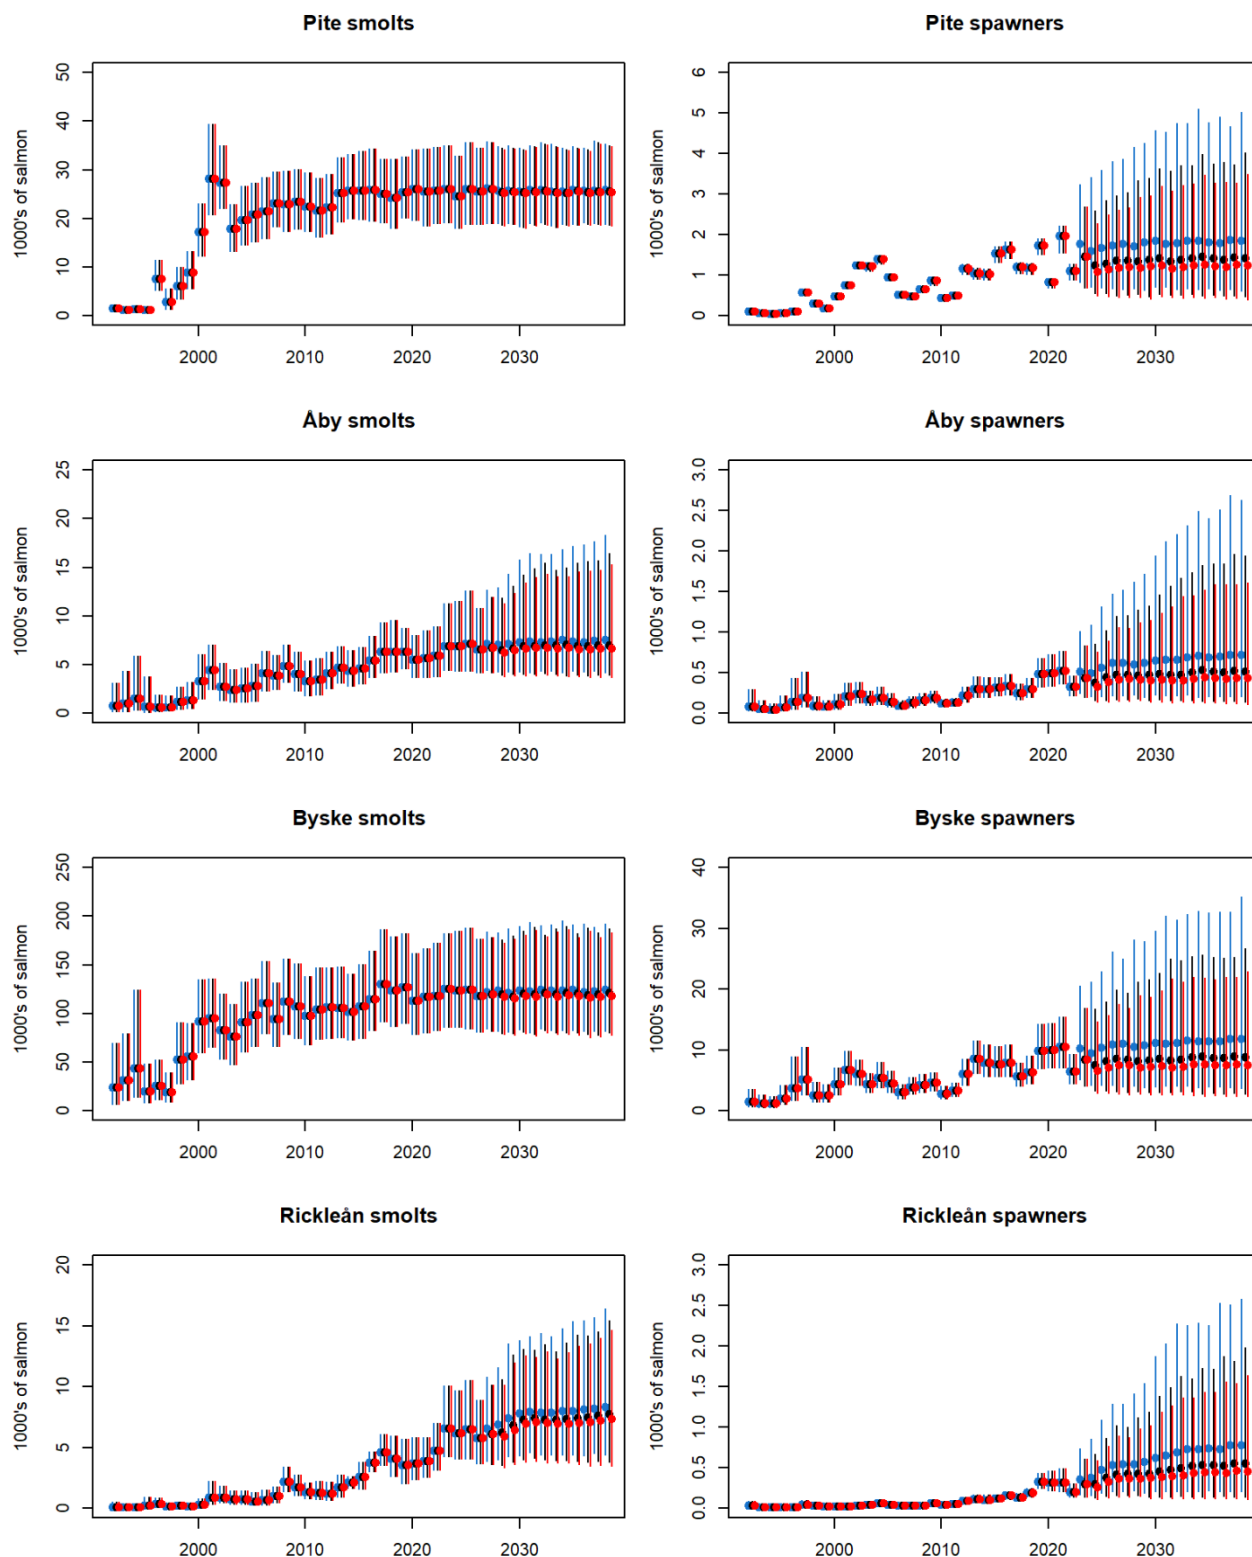 Pite smolts
1000's of salmon
50
40
30
20
10
0
2000 2010 2020 2030
Pite spawners
1000's of salmon
6
5
4
3
2
1
0
2000 2010 2020 2030
Åby smolts
1000's of salmon
25
20
15
10
5
0
2000 2010 2020 2030
Åby spawners
1000's of salmon
3.0
2.5
2.0
1.5
1.0
0.5
0.0
2000 2010 2020 2030
Byske smolts
1000's of salmon
250
200
150
100
50
0
2000 2010 2020 2030
Byske spawners
1000's of salmon
40
30
20
10
0
2000 2010 2020 2030
Rickleån smolts
1000's of salmon
20
15
10
5
0
2000 2010 2020 2030
Rickleån spawners
1000's of salmon
3.0
2.5
2.0
1.5
1.0
0.5
0.0
2000 2010 2020 2030